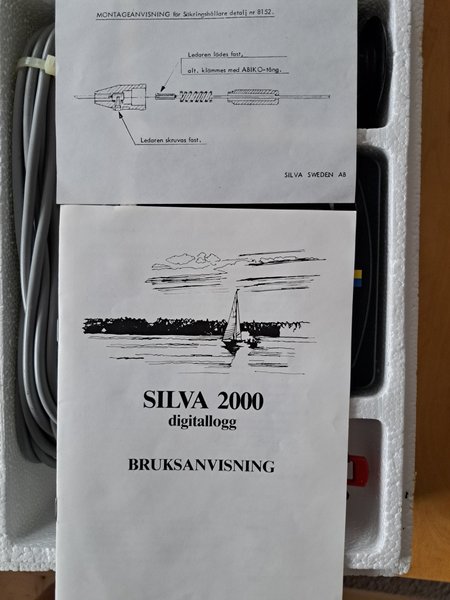 MONTAGEANVISNING för Säkringshållare detalj nr 8152.
Ledaren lödes fast,
alt. klämmes med ABIKO-tång.
Ledaren skruvas fast.
SILVA SWEDEN AB
SILVA 2000
digitallogg
BRUKSANVISNING